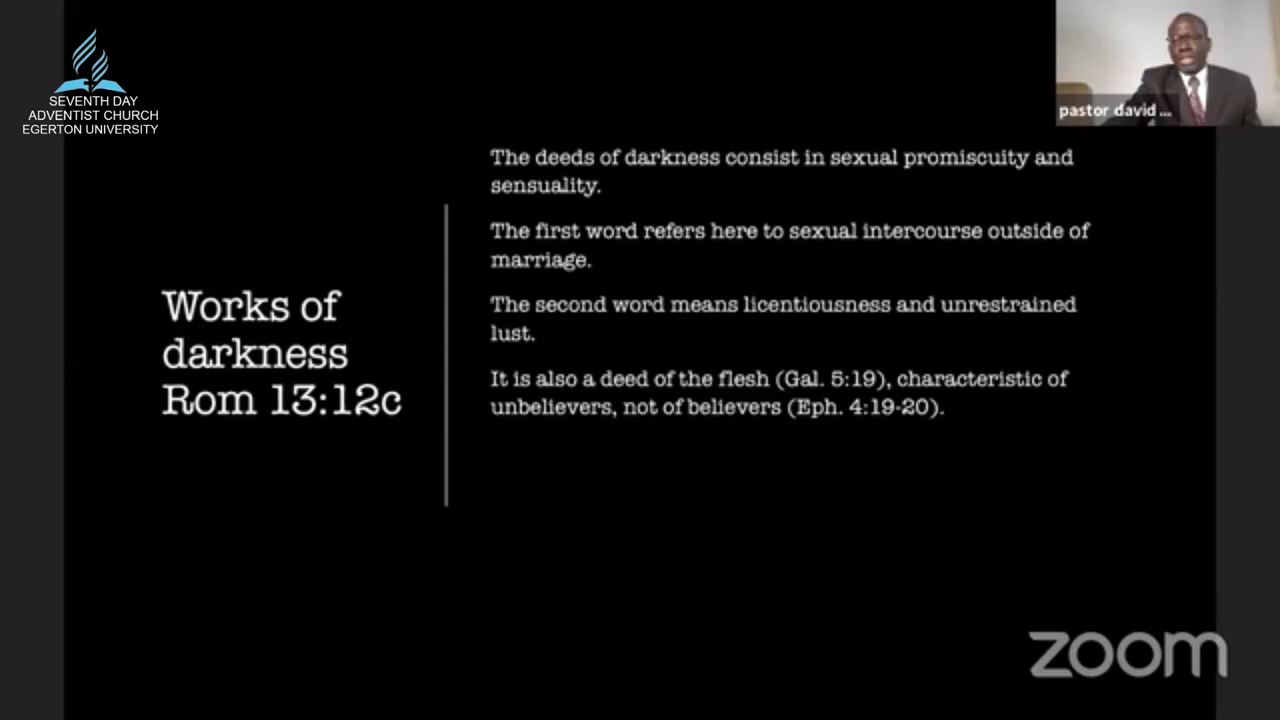 SEVENTH DAY
ADVENTIST CHURCH
EGERTON UNIVERSITY
pastor david ...
Works of
darkness
Rom 13:12c
The deeds of darkness consist in sexual promiscuity and
sensuality.
The first word refers here to sexual intercourse outside of
marriage.
The second word means licentiousness and unrestrained
lust.
It is also a deed of the flesh (Gal. 5:19), characteristic of
unbelievers, not of believers (Eph. 4:19-20).
zoom